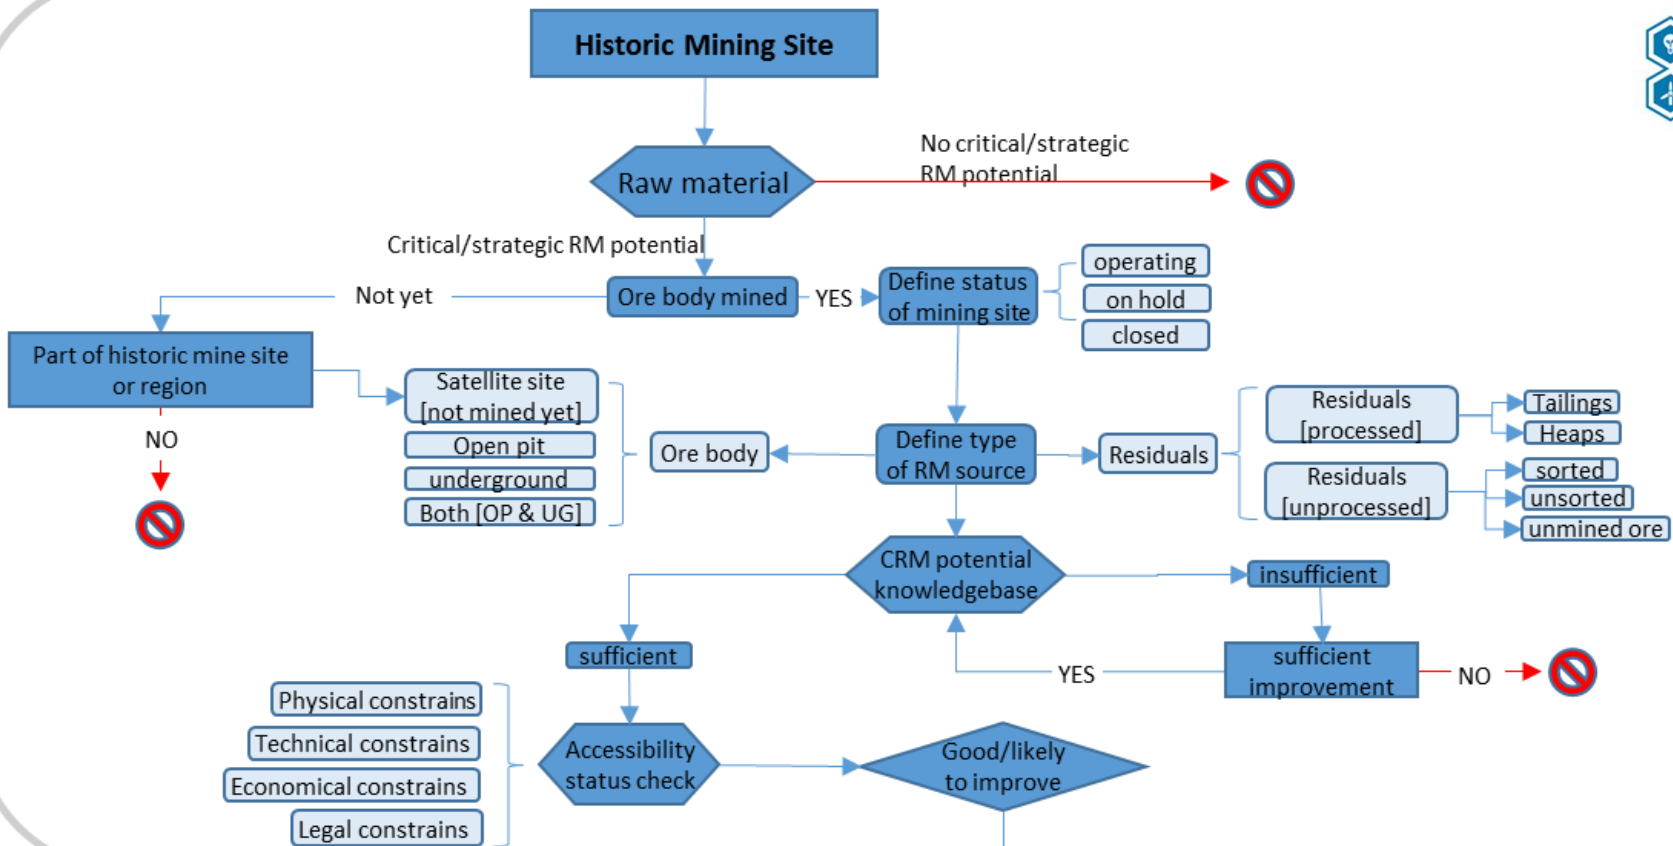 Historic Mining Site
No critical/strategic
RM potential
Raw material
Critical/strategic RM potential
operating
Define status
of mining site
on hold
closed
Not yet
Ore body mined
YES
Part of historic mine site
or region
NO
Satellite site
[not mined yet]
Open pit
underground
Both [OP & UG]
Ore body
Define type
of RM source
Residuals
Residuals
[processed]
Tailings
Heaps
Residuals
[unprocessed]
sorted
unsorted
unmined ore
CRM potential
knowledgebase
insufficient
sufficient
sufficient
improvement
YES
NO
Physical constrains
Technical constrains
Economical constrains
Legal constrains
Accessibility
status check
Good/likely
to improve